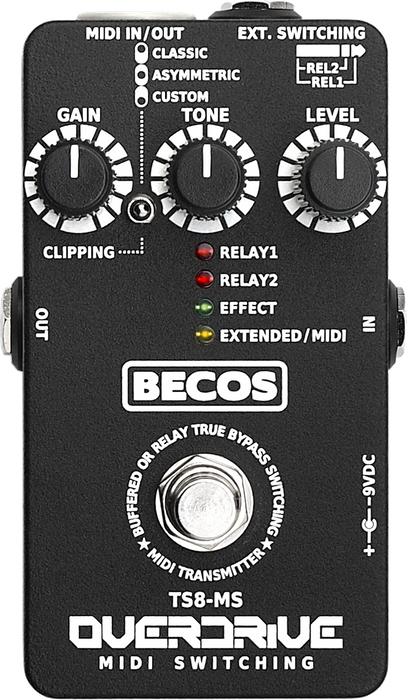 MIDI IN/OUT
EXT. SWITCHING
CLASSIC
ASYMMETRIC
CUSTOM
REL2
REL1
GAIN
TONE
LEVEL
CLIPPING
RELAY1
RELAY2
EFFECT
EXTENDED/MIDI
OUT
IN
BECOS
BUFFERED OR RELAY TRUE BYPASS SWITCHING
★ MIDI TRANSMITTER ★
+ - 9VDC
TS8-MS
OVERDRIVE
MIDI SWITCHING